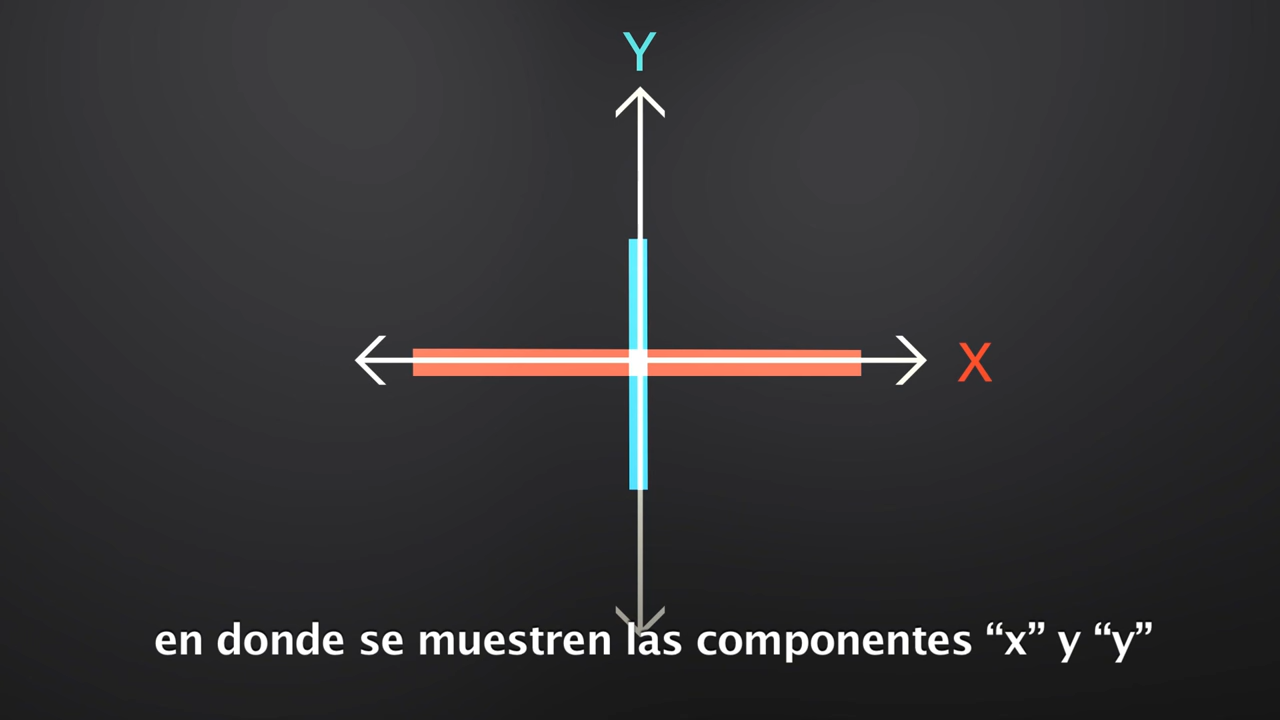 Y
X
en donde se muestren las componentes “x” y “y”